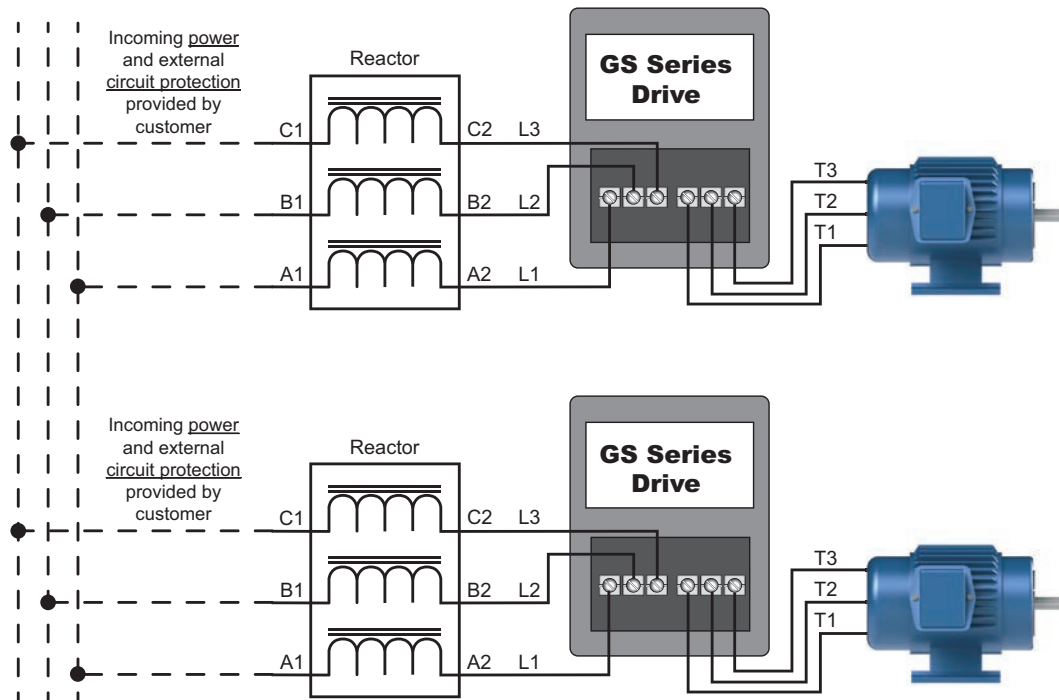 Incoming power
and external
circuit protection
provided by
customer
Reactor
GS Series
Drive
C1
C2
L3
B1
B2
L2
A1
A2
L1
T3
T2
T1
Incoming power
and external
circuit protection
provided by
customer
Reactor
GS Series
Drive
C1
C2
L3
B1
B2
L2
A1
A2
L1
T3
T2
T1